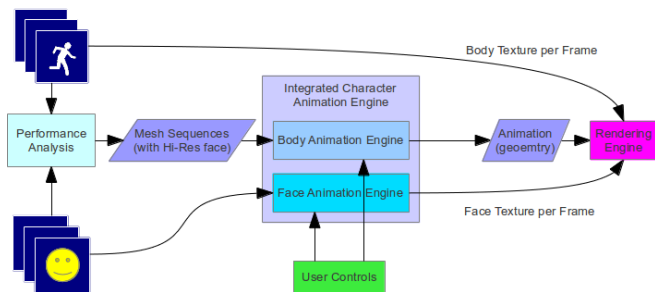 Body Texture per Frame
Integrated Character
Animation Engine
Performance
Analysis
Mesh Sequences
(with Hi-Res face)
Body Animation Engine
Animation
(geoemtry)
Rendering
Engine
Face Animation Engine
Face Texture per Frame
User Controls